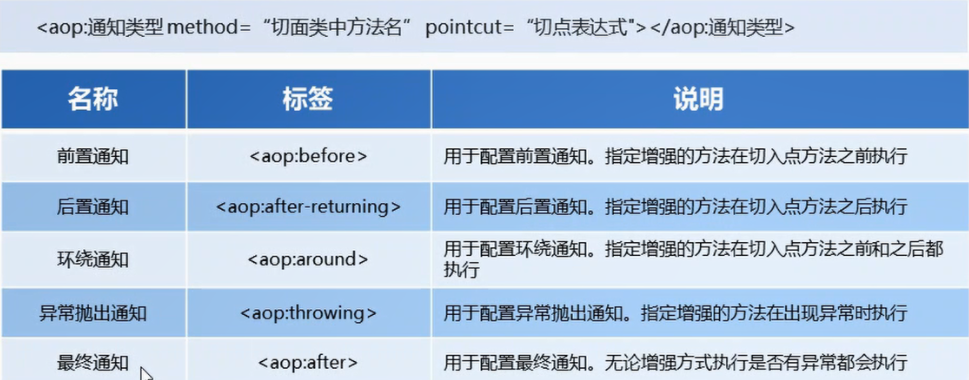 <aop:通知类型 method= “切面类中方法名” pointcut= “切点表达式"></aop:通知类型>
名称 标签 说明
前置通知 <aop:before> 用于配置前置通知。指定增强的方法在切入点方法之前执行
后置通知 <aop:after-returning> 用于配置后置通知。指定增强的方法在切入点方法之后执行
环绕通知 <aop:around> 用于配置环绕通知。指定增强的方法在切入点方法之前和之后都
执行
异常抛出通知 <aop:throwing> 用于配置异常抛出通知。指定增强的方法在出现异常时执行
最终通知 <aop:after> 用于配置最终通知。无论增强方式执行是否有异常都会执行